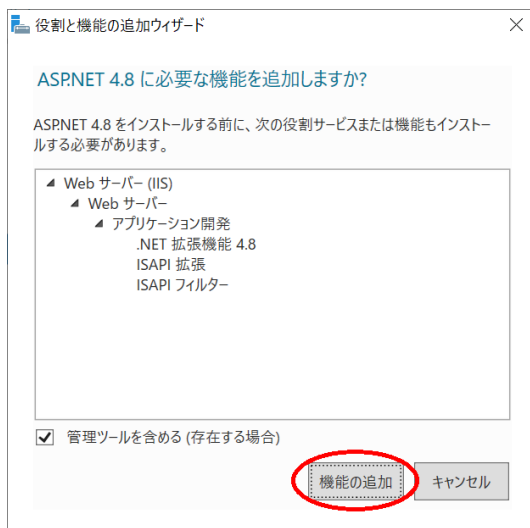 役割と機能の追加ウィザード
ASP.NET 4.8 に必要な機能を追加しますか?
ASP.NET 4.8 をインストールする前に、次の役割サービスまたは機能もインストー
ルする必要があります。
Web サーバー (IIS)
Web サーバー
アプリケーション開発
.NET 拡張機能 4.8
ISAPI 拡張
ISAPI フィルター
管理ツールを含める (存在する場合)
機能の追加
キャンセル